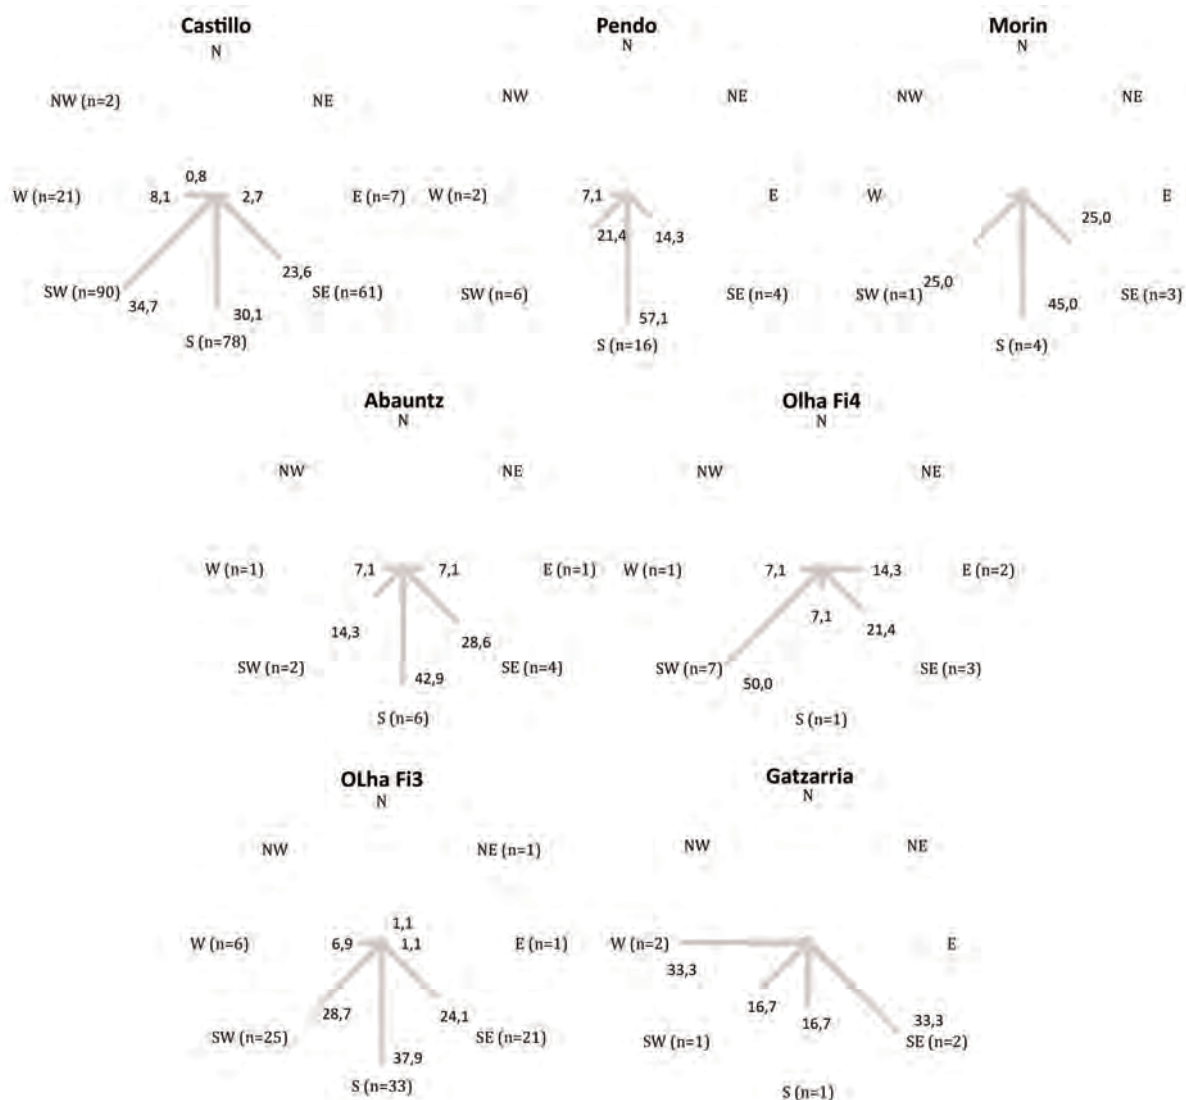 Castillo
N
NW (n=2)
NE
0,8
W (n=21)
8,1
2,7
E (n=7)
23,6
SW (n=90)
34,7
30,1
SE (n=61)
S (n=78)
Pendo
N
NW
NE
W (n=2)
7,1
E
21,4
14,3
SW (n=6)
SE (n=4)
57,1
S (n=16)
Morin
N
NW
NE
W
E
25,0
SW (n=1)
25,0
45,0
SE (n=3)
S (n=4)
Abauntz
N
NW
NE
W (n=1)
7,1
7,1
E (n=1)
14,3
28,6
SW (n=2)
SE (n=4)
42,9
S (n=6)
Olha Fi4
N
NW
NE
W (n=1)
7,1
14,3
E (n=2)
7,1
21,4
SW (n=7)
50,0
SE (n=3)
S (n=1)
OLha Fi3
N
NW
NE (n=1)
1,1
W (n=6)
6,9
1,1
E (n=1)
28,7
24,1
SW (n=25)
SE (n=21)
37,9
S (n=33)
Gatzarria
N
NW
NE
W (n=2)
E
33,3
16,7
16,7
33,3
SW (n=1)
SE (n=2)
S (n=1)